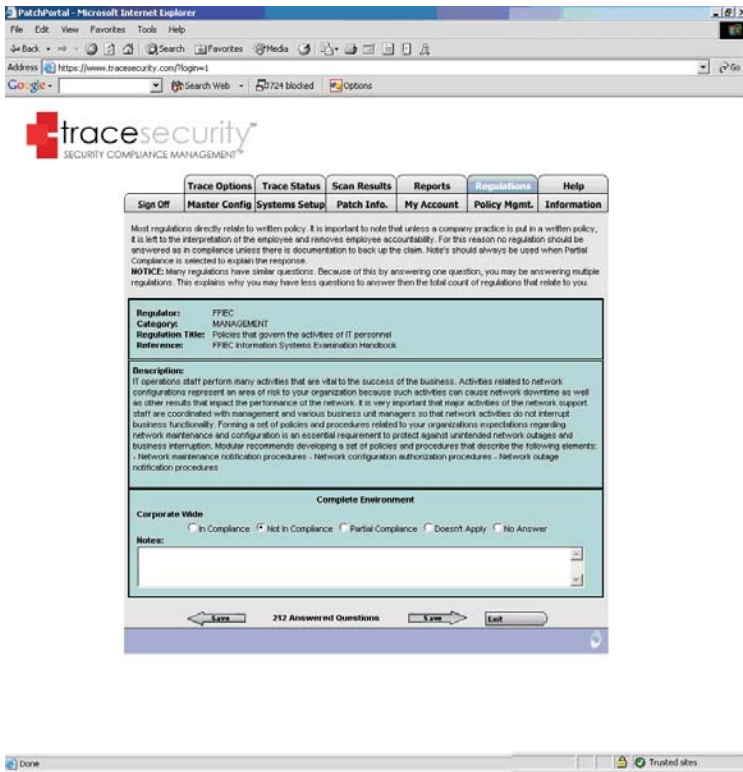 PatchPortal - Microsoft Internet Explorer
File Edit View Favorites Tools Help
Back Search Favorites Media
Address https://www.tracesecurity.com/?login=1 Go
Google - Search Web 724 blocked Options
tracesecurity™
SECURITY COMPLIANCE MANAGEMENT™
Trace Options Trace Status Scan Results Reports Regulations Help
Sign Off Master Config Systems Setup Patch Info. My Account Policy Mgmt. Information
Most regulations directly relate to written policy. It is important to note that unless a company practice is put in a written policy,
it is left to the interpretation of the employee and removes employee accountability. For this reason no regulation should be
answered as in compliance unless there is documentation to back up the claim. Note's should always be used when Partial
Compliance is selected to explain the response.
NOTICE: Many regulations have similar questions. Because of this by answering one question, you may be answering multiple
regulations. This explains why you may have less questions to answer then the total count of regulations that relate to you.
Regulator: FFIEC
Category: MANAGEMENT
Regulation Title: Policies that govern the activities of IT personnel
Reference: FFIEC Information Systems Examination Handbook
Description:
IT operations staff perform many activities that are vital to the success of the business. Activities related to network
configurations represent an area of risk to your organization because such activities can cause network downtime as well
as other results that impact the performance of the network. It is very important that major activities of the network support
staff are coordinated with management and various business unit managers so that network activities do not interrupt
business functionality. Forming a set of policies and procedures related to your organizations expectations regarding
network maintenance and configuration is an essential requirement to protect against unintended network outages and
business interruption. Modular recommends developing a set of policies and procedures that describe the following elements:
- Network maintenance notification procedures - Network configuration authorization procedures - Network outage
notification procedures
Complete Environment
Corporate Wide
In Compliance Not In Compliance Partial Compliance Doesn't Apply No Answer
Notes:
Save 212 Answered Questions Save Exit
Done Trusted sites